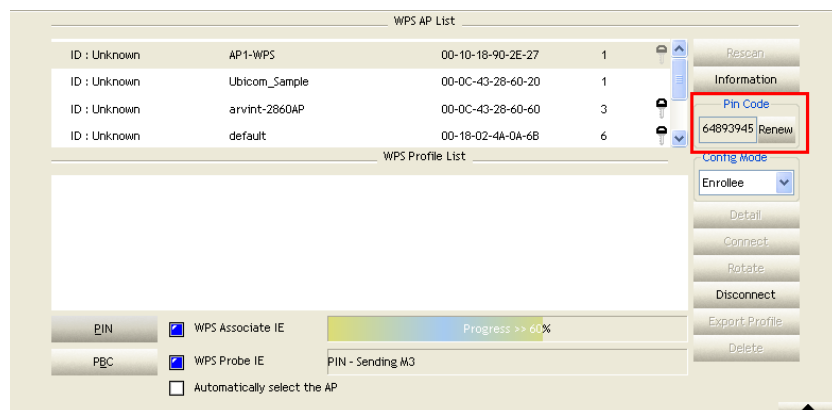 WPS AP List
ID : Unknown AP1-WPS 00-10-18-90-2E-27 1
ID : Unknown Ubicom_Sample 00-0C-43-28-60-20 1
ID : Unknown arvint-2860AP 00-0C-43-28-60-60 3
ID : Unknown default 00-18-02-4A-0A-6B 6
Rescan
Information
Pin Code
64893945 Renew
WPS Profile List
Config Mode
Enrollee
Detail
Connect
Rotate
Disconnect
Export Profile
Delete
PIN WPS Associate IE Progress >> 60%
PBC WPS Probe IE PIN - Sending M3
Automatically select the AP